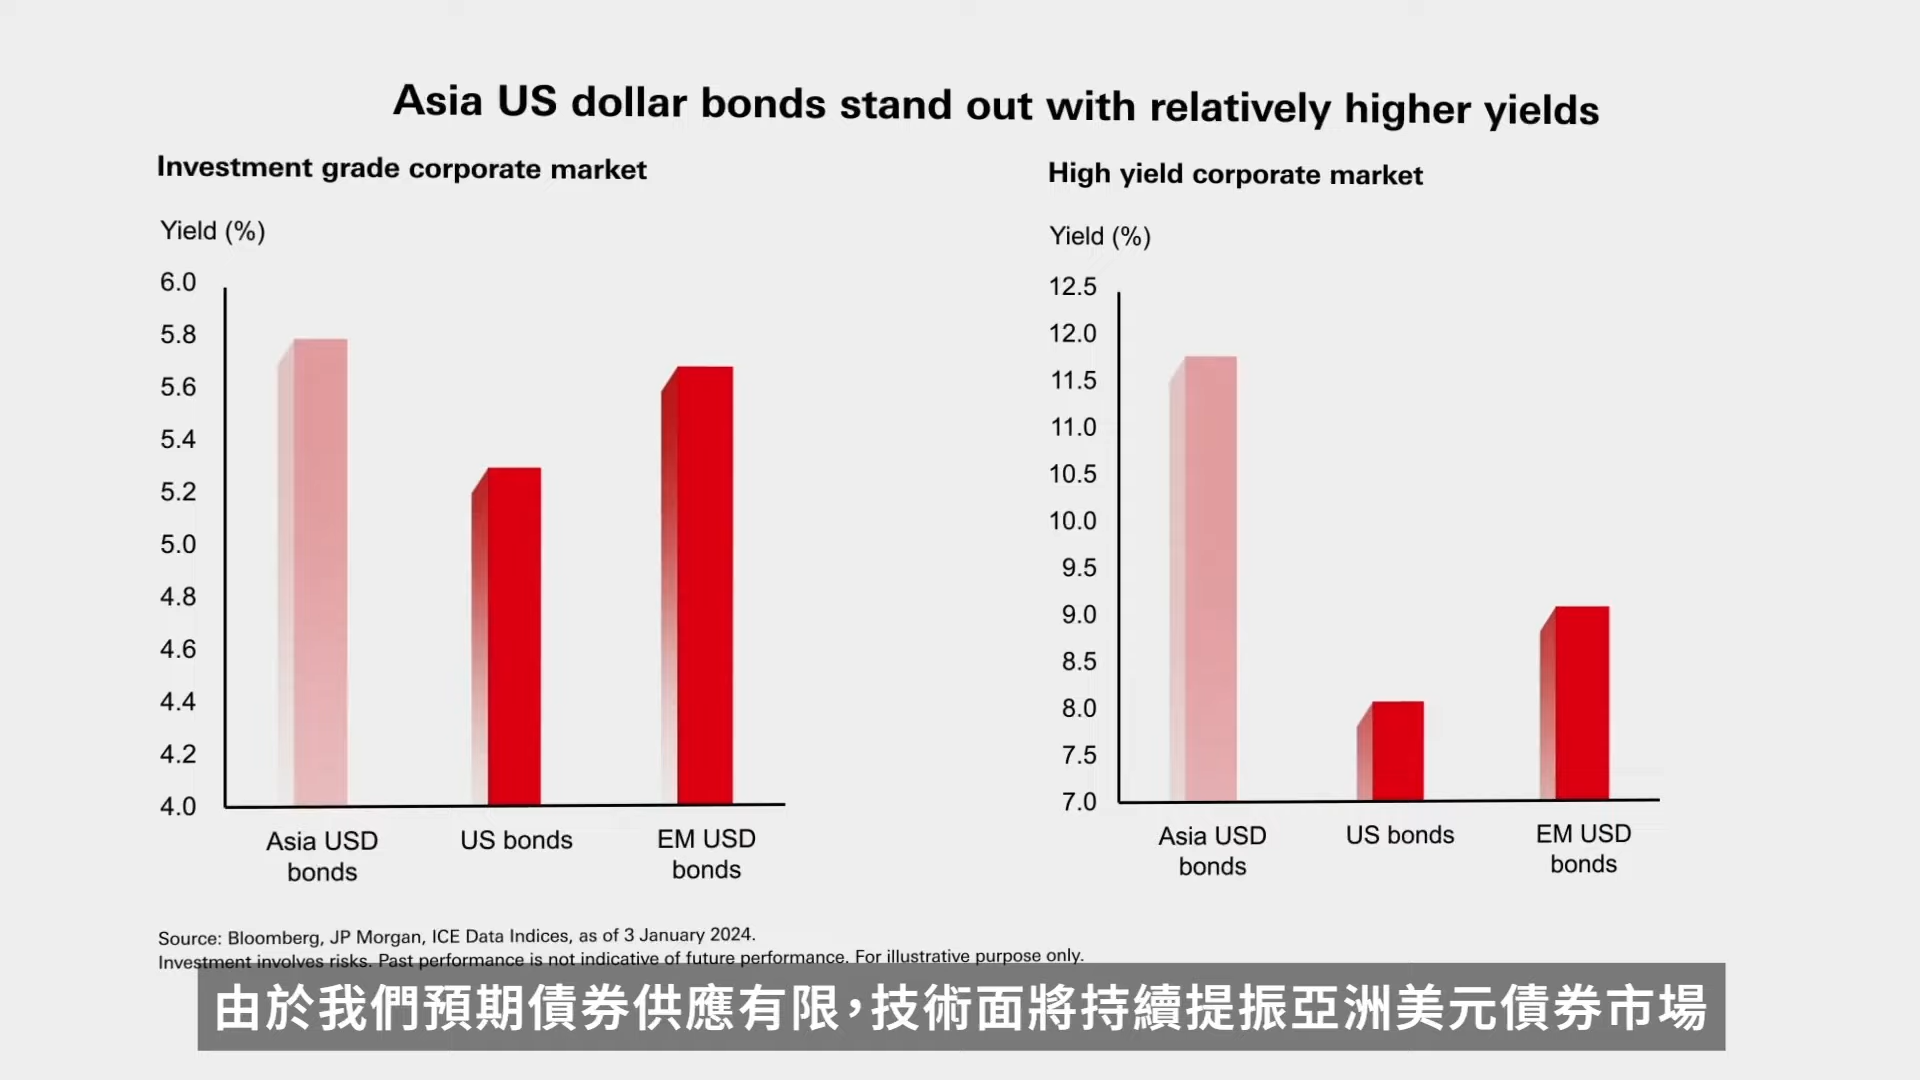 Asia US dollar bonds stand out with relatively higher yields
Investment grade corporate market
Yield (%)
6.0
5.8
5.6
5.4
5.2
5.0
4.8
4.6
4.4
4.2
4.0
Asia USD
bonds
US bonds
EM USD
bonds
High yield corporate market
Yield (%)
12.5
12.0
11.5
11.0
10.5
10.0
9.5
9.0
8.5
8.0
7.5
7.0
Asia USD
bonds
US bonds
EM USD
bonds
Source: Bloomberg, JP Morgan, ICE Data Indices, as of 3 January 2024.
Investment involves risks. Past performance is not indicative of future performance. For illustrative purpose only.
由於我們預期債券供應有限，技術面將持續提振亞洲美元債券市場